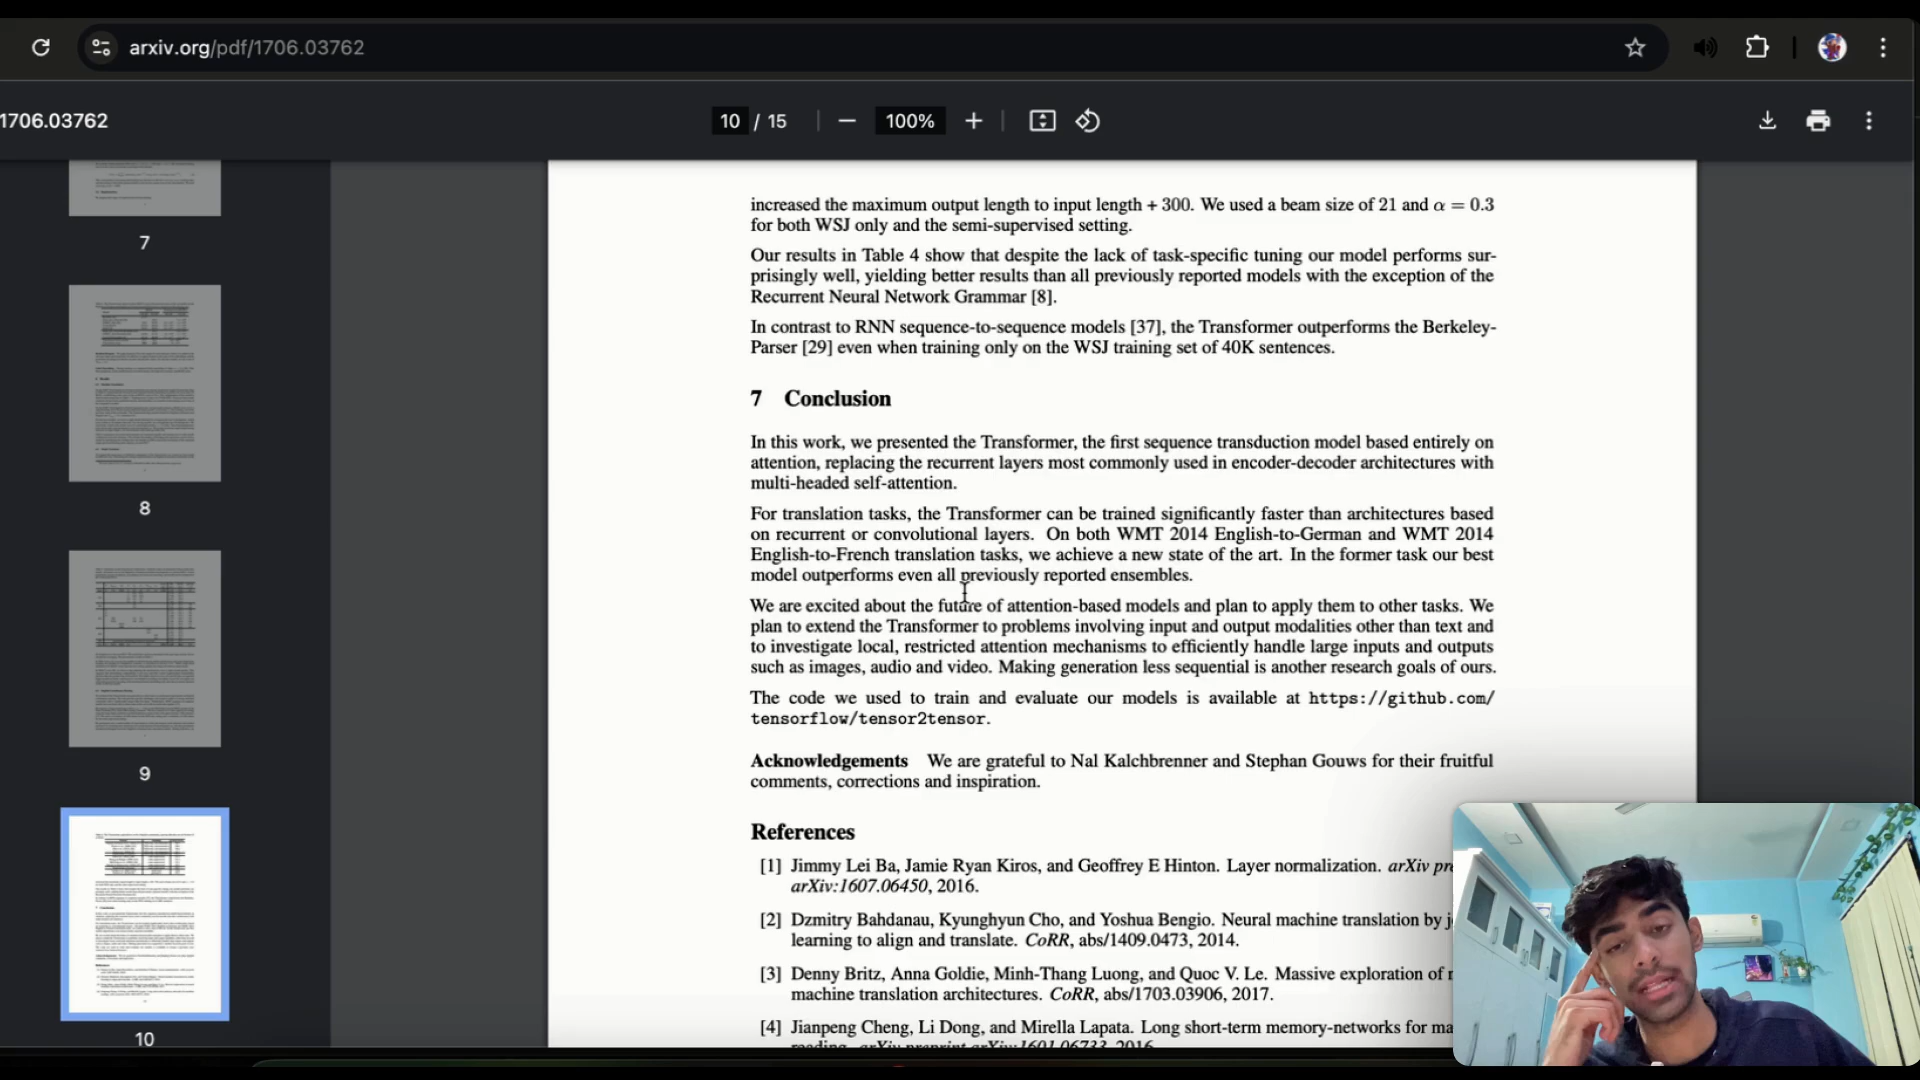 arxiv.org/pdf/1706.03762
1706.03762
10 / 15
100%
7
8
9
10
increased the maximum output length to input length + 300. We used a beam size of 21 and α = 0.3
for both WSJ only and the semi-supervised setting.
Our results in Table 4 show that despite the lack of task-specific tuning our model performs sur-
prisingly well, yielding better results than all previously reported models with the exception of the
Recurrent Neural Network Grammar [8].
In contrast to RNN sequence-to-sequence models [37], the Transformer outperforms the Berkeley-
Parser [29] even when training only on the WSJ training set of 40K sentences.
7 Conclusion
In this work, we presented the Transformer, the first sequence transduction model based entirely on
attention, replacing the recurrent layers most commonly used in encoder-decoder architectures with
multi-headed self-attention.
For translation tasks, the Transformer can be trained significantly faster than architectures based
on recurrent or convolutional layers. On both WMT 2014 English-to-German and WMT 2014
English-to-French translation tasks, we achieve a new state of the art. In the former task our best
model outperforms even all previously reported ensembles.
We are excited about the future of attention-based models and plan to apply them to other tasks. We
plan to extend the Transformer to problems involving input and output modalities other than text and
to investigate local, restricted attention mechanisms to efficiently handle large inputs and outputs
such as images, audio and video. Making generation less sequential is another research goals of ours.
The code we used to train and evaluate our models is available at https://github.com/
tensorflow/tensor2tensor.
Acknowledgements We are grateful to Nal Kalchbrenner and Stephan Gouws for their fruitful
comments, corrections and inspiration.
References
[1] Jimmy Lei Ba, Jamie Ryan Kiros, and Geoffrey E Hinton. Layer normalization. arXiv pre
arXiv:1607.06450, 2016.
[2] Dzmitry Bahdanau, Kyunghyun Cho, and Yoshua Bengio. Neural machine translation by j
learning to align and translate. CoRR, abs/1409.0473, 2014.
[3] Denny Britz, Anna Goldie, Minh-Thang Luong, and Quoc V. Le. Massive exploration of
machine translation architectures. CoRR, abs/1703.03906, 2017.
[4] Jianpeng Cheng, Li Dong, and Mirella Lapata. Long short-term memory-networks for ma
reading. arXiv preprint arXiv:1601.06733, 2016.